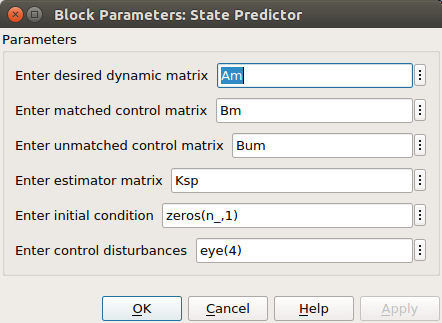 Block Parameters: State Predictor
Parameters
Enter desired dynamic matrix Am
Enter matched control matrix Bm
Enter unmatched control matrix Bum
Enter estimator matrix Ksp
Enter initial condition zeros(n_,1)
Enter control disturbances eye(4)
OK Cancel Help Apply